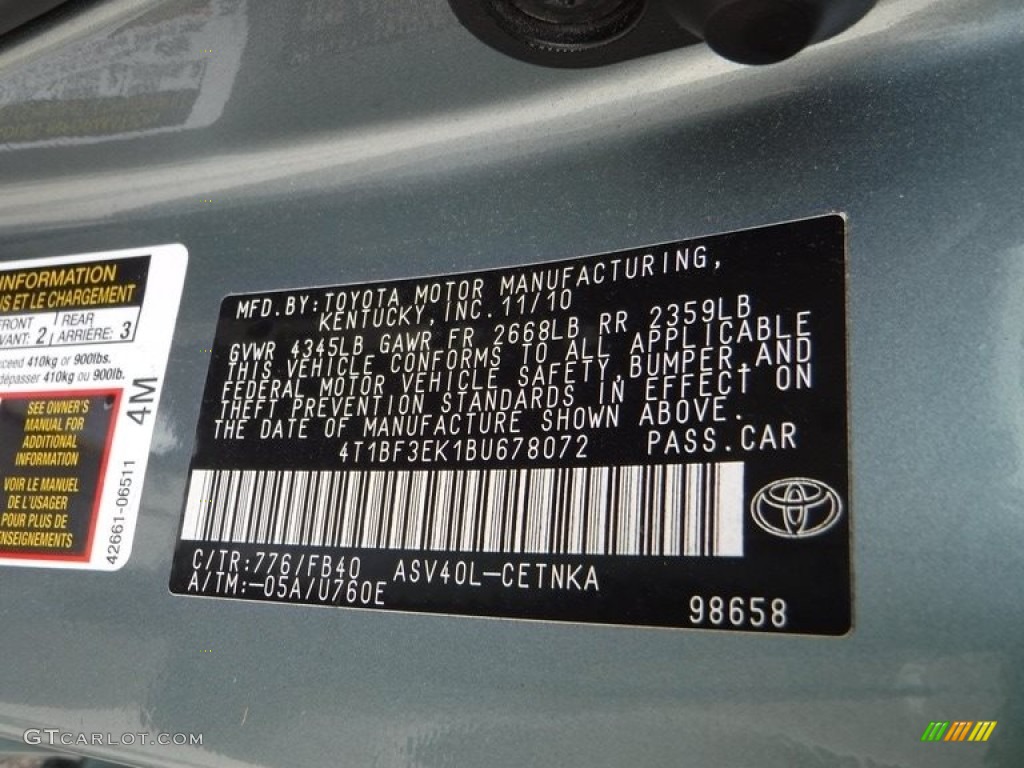 INFORMATION
ET LE CHARGEMENT
FRONT
2
REAR
ARRIÈRE: 3
410kg or 900lbs.
dépasser 410kg ou 900lb.
SEE OWNER'S
MANUAL FOR
ADDITIONAL
INFORMATION
VOIR LE MANUEL
DE L'USAGER
POUR PLUS DE
4M
42661-06511
MFD. BY: TOYOTA MOTOR MANUFACTURING,
KENTUCKY, INC. 11/10
GVWR 4345LB GAWR FR 2668LB RR 2359LB
THIS VEHICLE CONFORMS TO ALL APPLICABLE
FEDERAL MOTOR VEHICLE SAFETY, BUMPER, AND
THEFT PREVENTION STANDARDS IN EFFECT ON
THE DATE OF MANUFACTURE SHOWN ABOVE.
4T1BF3EK1BU678072 PASS. CAR
C/TR:776/FB40 ASV40L-CETNKA
A/TM:-05A/U760E
98658
GTCARLOT.COM